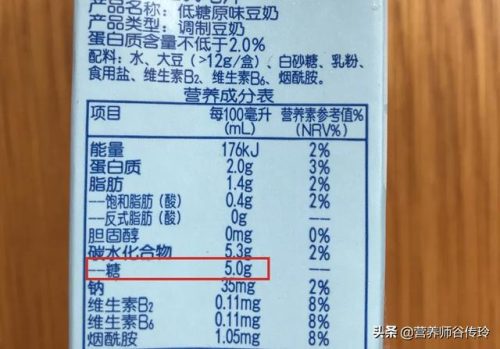 产品名称：低糖原味豆奶
产品类型：调制豆奶
蛋白质含量不低于2.0%
配料：水、大豆（>12g/盒）、白砂糖、乳粉、
食用盐、维生素B₂、维生素B₆、烟酰胺。
营养成分表
项目 每100毫升(mL) 营养素参考值%(NRV%)
能量 176kJ 2%
蛋白质 2.0g 3%
脂肪 1.4g 2%
---饱和脂肪（酸） 0.4g 2%
---反式脂肪（酸） 0g ---
胆固醇 0mg 0%
碳水化合物 5.3g 2%
---糖 5.0g ---
钠 35mg 2%
维生素B₂ 0.11mg 8%
维生素B₆ 0.11mg 8%
烟酰胺 1.05mg 8%
头条 @营养师谷传玲